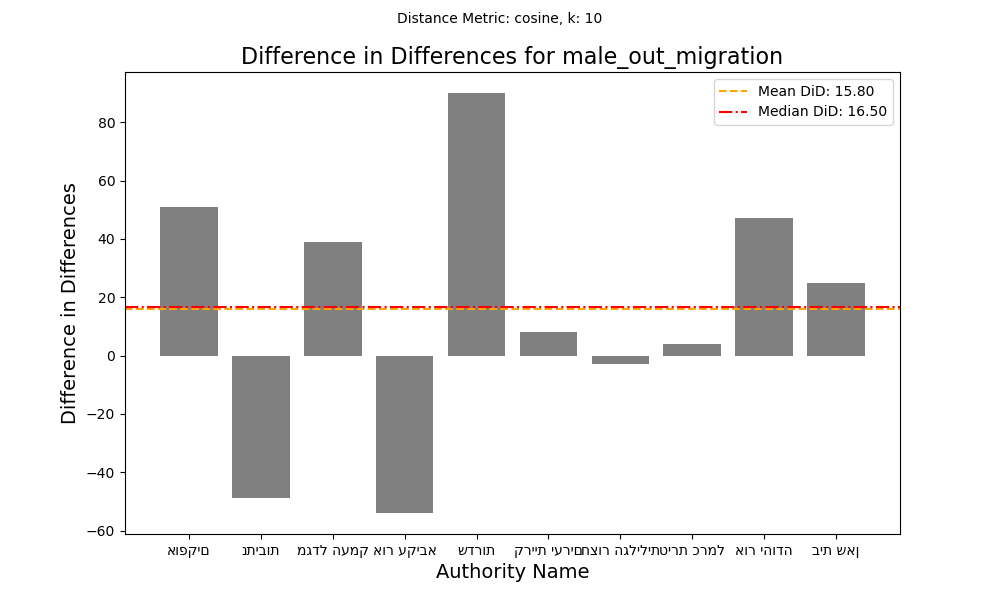 Distance Metric: cosine, k: 10
Difference in Differences for male_out_migration
Mean DiD: 15.80
Median DiD: 16.50
Difference in Differences
80
60
40
20
0
−20
−40
−60
אופקים
נתיבות
מגדל העמק
אור עקיבא
שדרות
קריית יערים
חצור הגלילית
טירת כרמל
אור יהודה
בית שאן
Authority Name